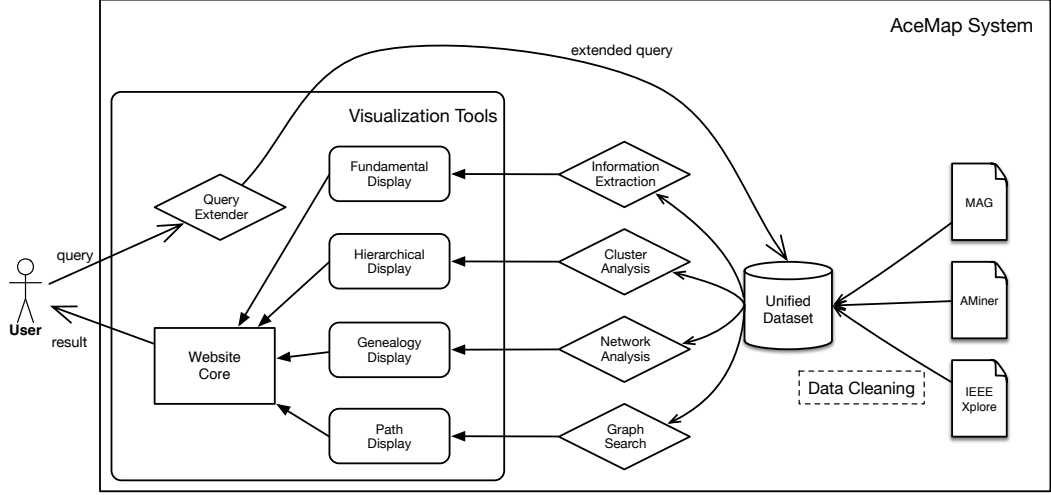 AceMap System
extended query
Visualization Tools
Fundamental
Display
Information
Extraction
MAG
Query
Extender
query
Hierarchical
Display
Cluster
Analysis
Unified
Dataset
AMiner
User
result
Website
Core
Genealogy
Display
Network
Analysis
Data Cleaning
IEEE
Xplore
Path
Display
Graph
Search